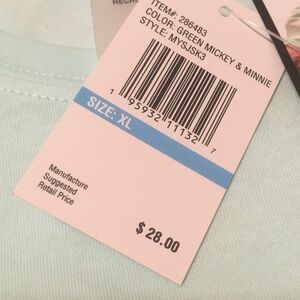 HECH
ITEM#: 286483
COLOR: GREEN MICKEY & MINNIE
STYLE: MYSJSK3
1 95932 11132 7
SIZE: XL
Manufacture
Suggested
Retail Price
$ 28.00